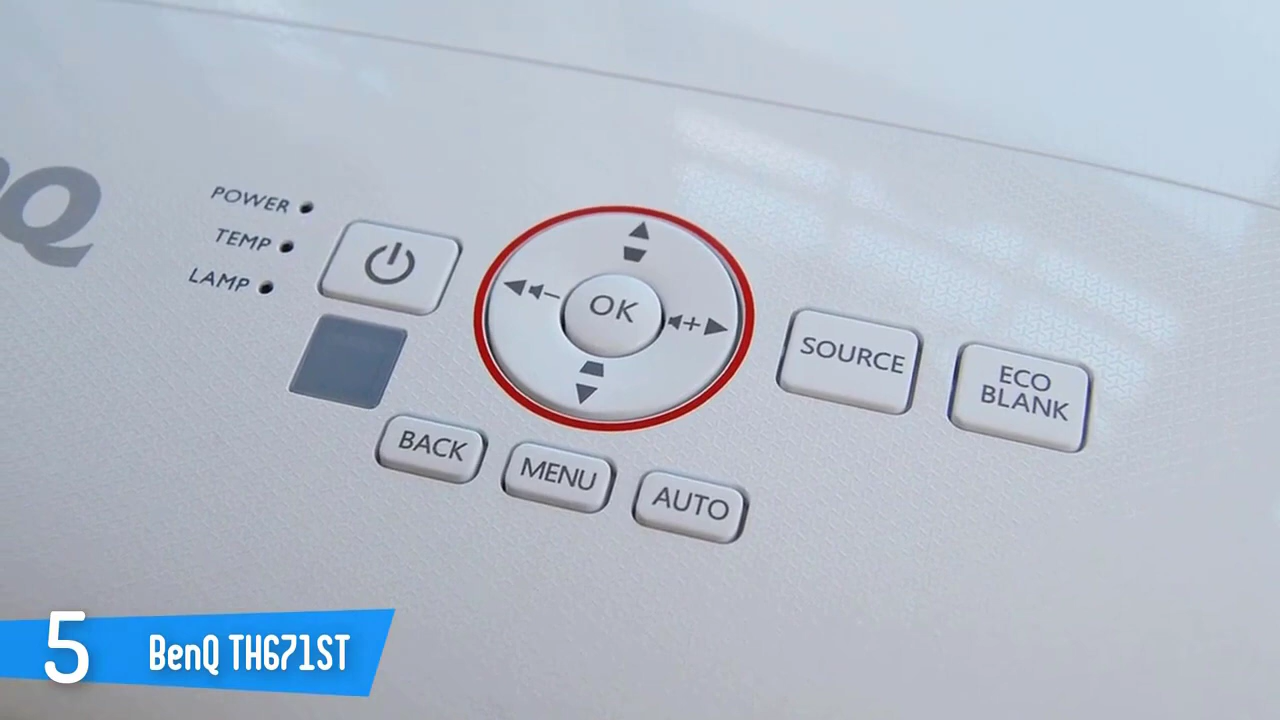 Q
POWER
TEMP
LAMP
OK
SOURCE
ECO
BLANK
BACK
MENU
AUTO
5
BenQ TH671ST